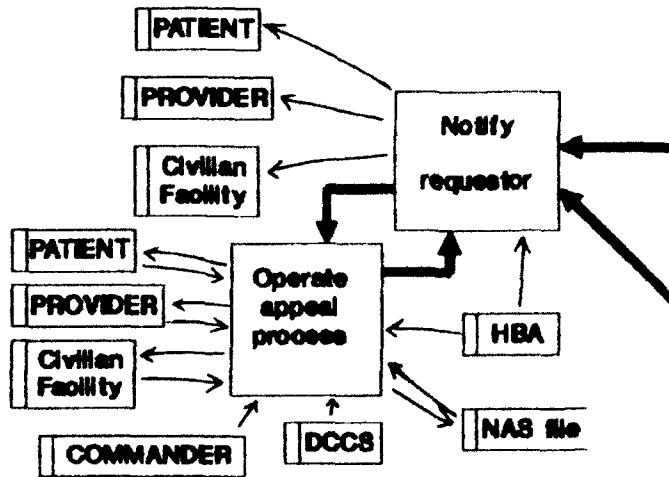 PATIENT
PROVIDER
Civilian
Facility
Notify
requestor
PATIENT
PROVIDER
Civilian
Facility
Operate
appeal
process
HBA
COMMANDER
DCCS
NAS file